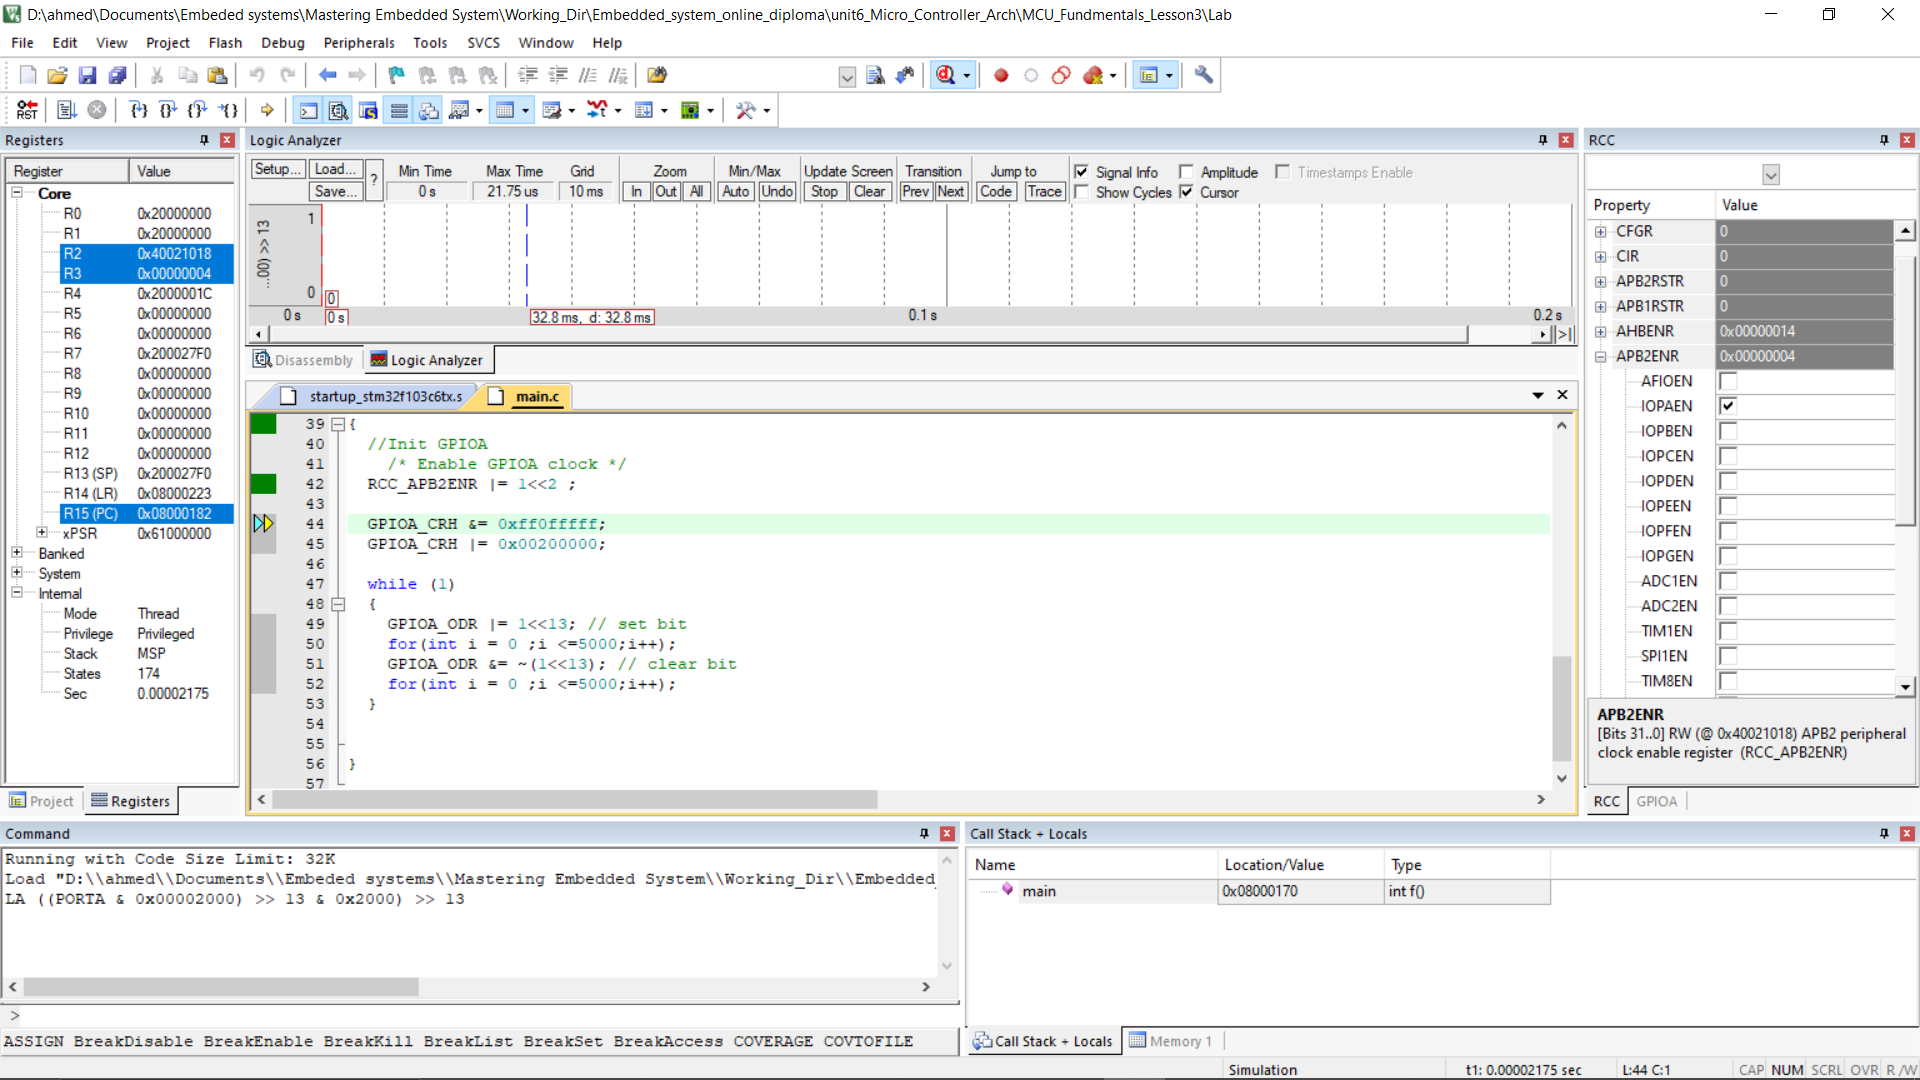 D:\ahmed\Documents\Embeded systems\Mastering Embedded System\Working_Dir\Embedded_system_online_diploma\unit6_Micro_Controller_Arch\MCU_Fundmentals_Lesson3\Lab
File Edit View Project Flash Debug Peripherals Tools SVCS Window Help
RST
Registers
Register Value
Core
R0 0x20000000
R1 0x20000000
R2 0x40021018
R3 0x00000004
R4 0x2000001C
R5 0x00000000
R6 0x00000000
R7 0x200027F0
R8 0x00000000
R9 0x00000000
R10 0x00000000
R11 0x00000000
R12 0x00000000
R13 (SP) 0x200027F0
R14 (LR) 0x08000223
R15 (PC) 0x08000182
xPSR 0x61000000
Banked
System
Internal
Mode Thread
Privilege Privileged
Stack MSP
States 174
Sec 0.00002175
Project Registers
Logic Analyzer
Setup... Load... ? Min Time Max Time Grid Zoom Min/Max Update Screen Transition Jump to Signal Info Amplitude Timestamps Enable
Save... 0 s 21.75 us 10 ms In Out All Auto Undo Stop Clear Prev Next Code Trace Show Cycles Cursor
...00) >> 13
1
0 0
0 s 0 s 32.8 ms, d: 32.8 ms 0.1 s 0.2 s
Disassembly Logic Analyzer
startup_stm32f103c6tx.s main.c
39 {
40 //Init GPIOA
41 /* Enable GPIOA clock */
42 RCC_APB2ENR |= 1<<2 ;
43
44 GPIOA_CRH &= 0xff0fffff;
45 GPIOA_CRH |= 0x00200000;
46
47 while (1)
48 {
49 GPIOA_ODR |= 1<<13; // set bit
50 for(int i = 0 ;i <=5000;i++);
51 GPIOA_ODR &= ~(1<<13); // clear bit
52 for(int i = 0 ;i <=5000;i++);
53 }
54
55
56 }
57
RCC
Property Value
CFGR 0
CIR 0
APB2RSTR 0
APB1RSTR 0
AHBENR 0x00000014
APB2ENR 0x00000004
AFIOEN
IOPAEN
IOPBEN
IOPCEN
IOPDEN
IOPEEN
IOPFEN
IOPGEN
ADC1EN
ADC2EN
TIM1EN
SPI1EN
TIM8EN
APB2ENR
[Bits 31..0] RW (@ 0x40021018) APB2 peripheral
clock enable register (RCC_APB2ENR)
RCC GPIOA
Command
Running with Code Size Limit: 32K
Load "D:\\ahmed\\Documents\\Embeded systems\\Mastering Embedded System\\Working_Dir\\Embedded_
LA ((PORTA & 0x00002000) >> 13 & 0x2000) >> 13
>
ASSIGN BreakDisable BreakEnable BreakKill BreakList BreakSet BreakAccess COVERAGE COVTOFILE
Call Stack + Locals
Name Location/Value Type
main 0x08000170 int f()
Call Stack + Locals Memory 1
Simulation t1: 0.00002175 sec L:44 C:1 CAP NUM SCRL OVR R/W